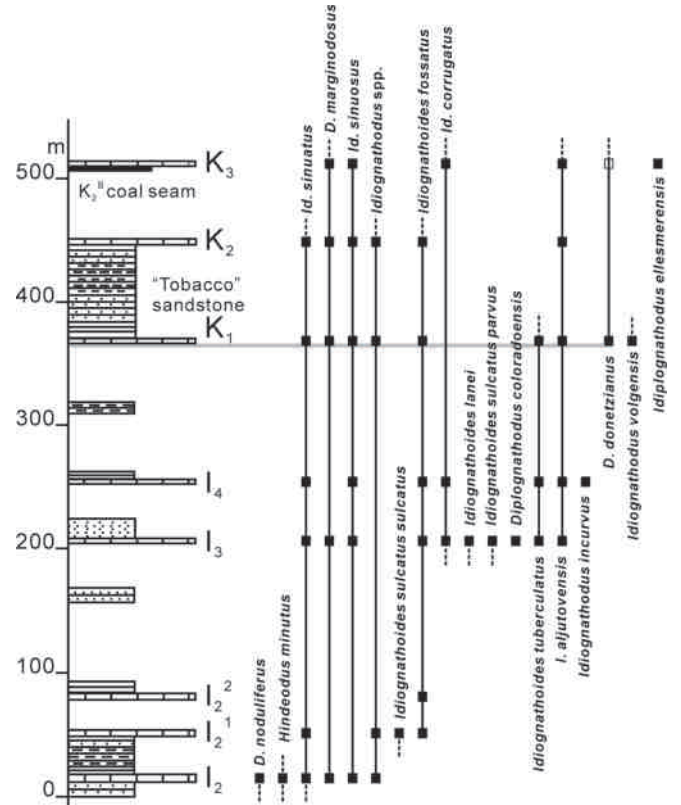 m
500
400
300
200
100
0
K3
K2II coal seam
K2
"Tobacco"
sandstone
K1
I4
I3
I22
I21
I2
D. noduliferus
Hindeodus minutus
Id. sinuatus
D. marginodosus
Id. sinuosus
Idiognathodus spp.
Idiognathoides sulcatus sulcatus
Idiognathoides fossatus
Id. corrugatus
Idiognathoides lanei
Idiognathoides sulcatus parvus
Diplognathodus coloradoensis
Idiognathoides tuberculatus
I. aljutovensis
Idiognathodus incurvus
D. donetzianus
Idiognathodus volgensis
Idiplognathodus ellesmerensis